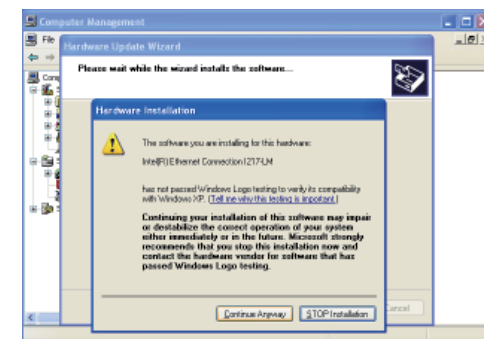 Computer Management
File
Hardware Update Wizard
Please wait while the wizard installs the software...
Hardware Installation
The software you are installing for this hardware:
Intel(R) Ethernet Connection I217-LM
has not passed Windows Logo testing to verify its compatibility
with Windows XP. (Tell me why this testing is important.)
Continuing your installation of this software may impair
or destabilize the correct operation of your system
either immediately or in the future. Microsoft strongly
recommends that you stop this installation now and
contact the hardware vendor for software that has
passed Windows Logo testing.
Continue Anyway STOP Installation
Cancel